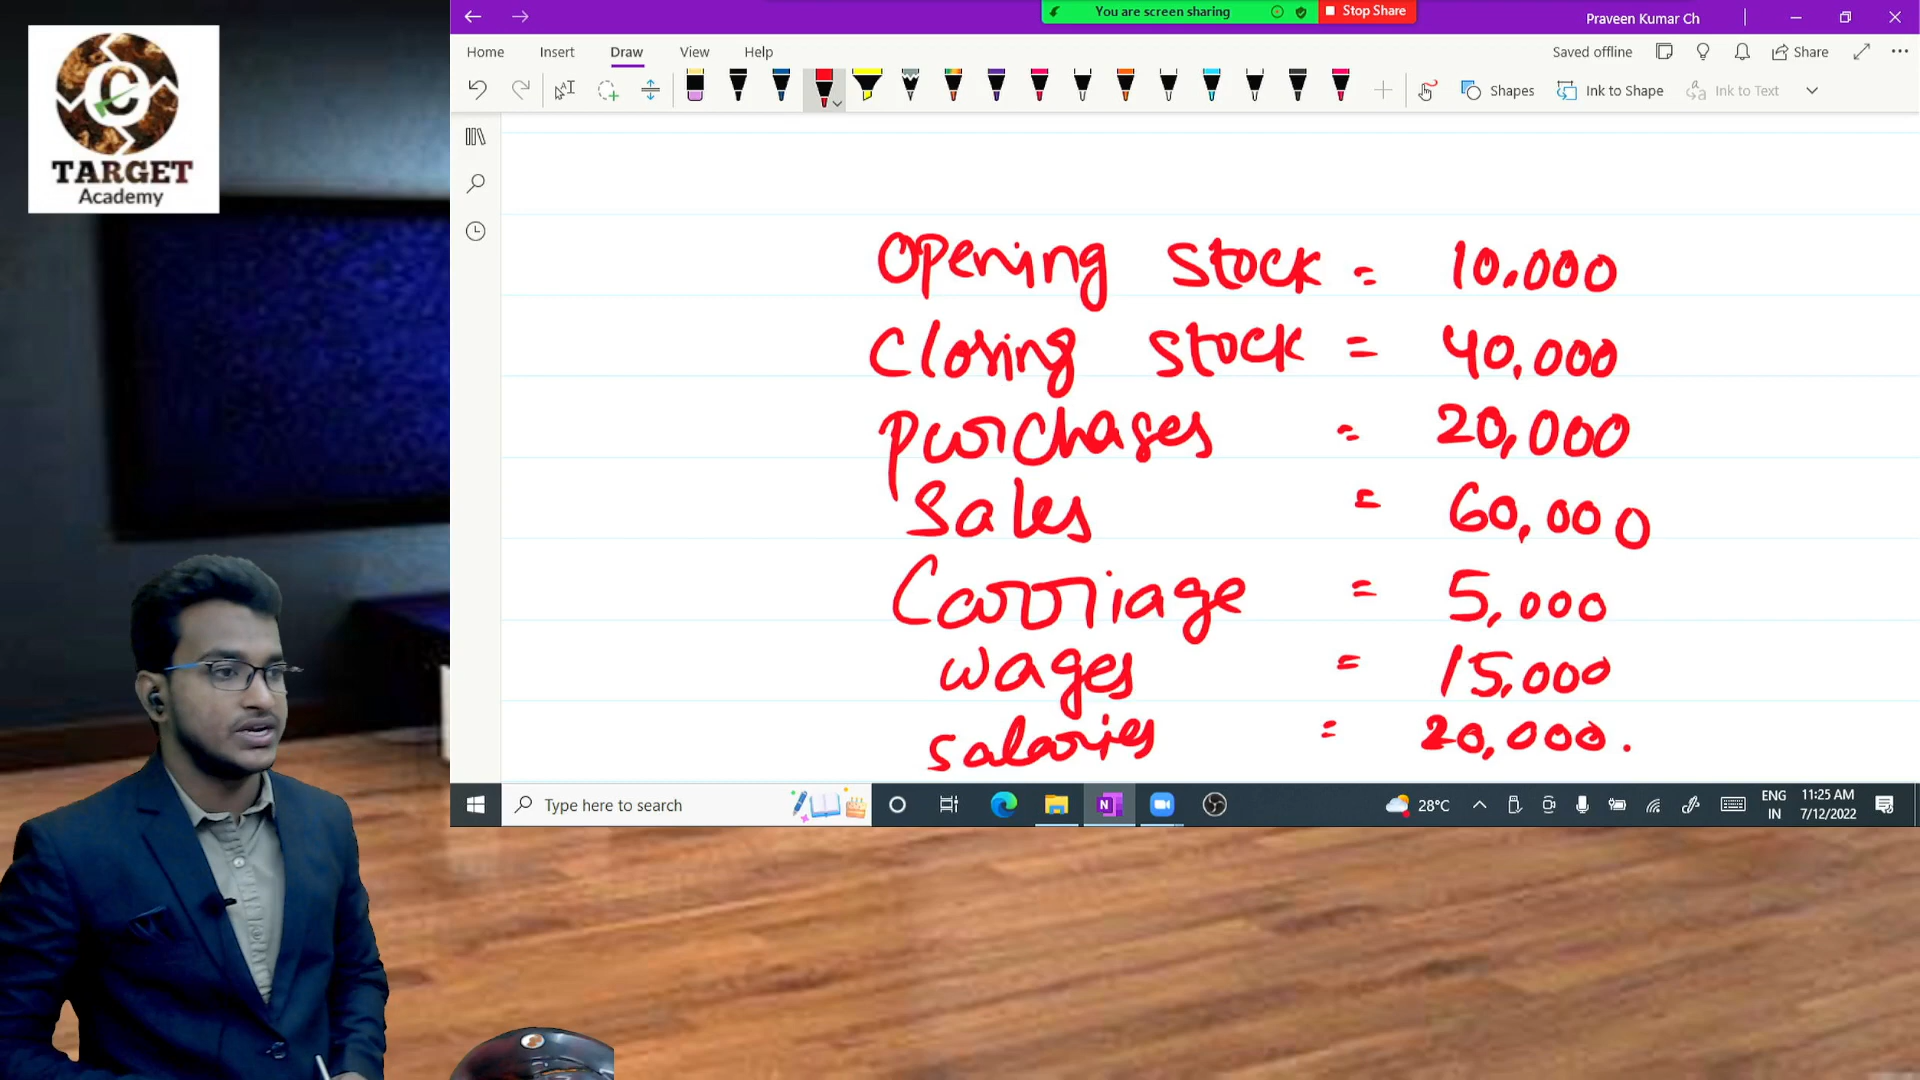 TARGET
Academy
You are screen sharing
Stop Share
Praveen Kumar Ch
Home Insert Draw View Help
Saved offline
Share
Shapes
Ink to Shape
Ink to Text
Opening stock = 10,000
Closing stock = 40,000
Purchases = 20,000
Sales = 60,000
Carriage = 5,000
Wages = 15,000
Salaries = 20,000.
Type here to search
28°C
ENG
IN
11:25 AM
7/12/2022